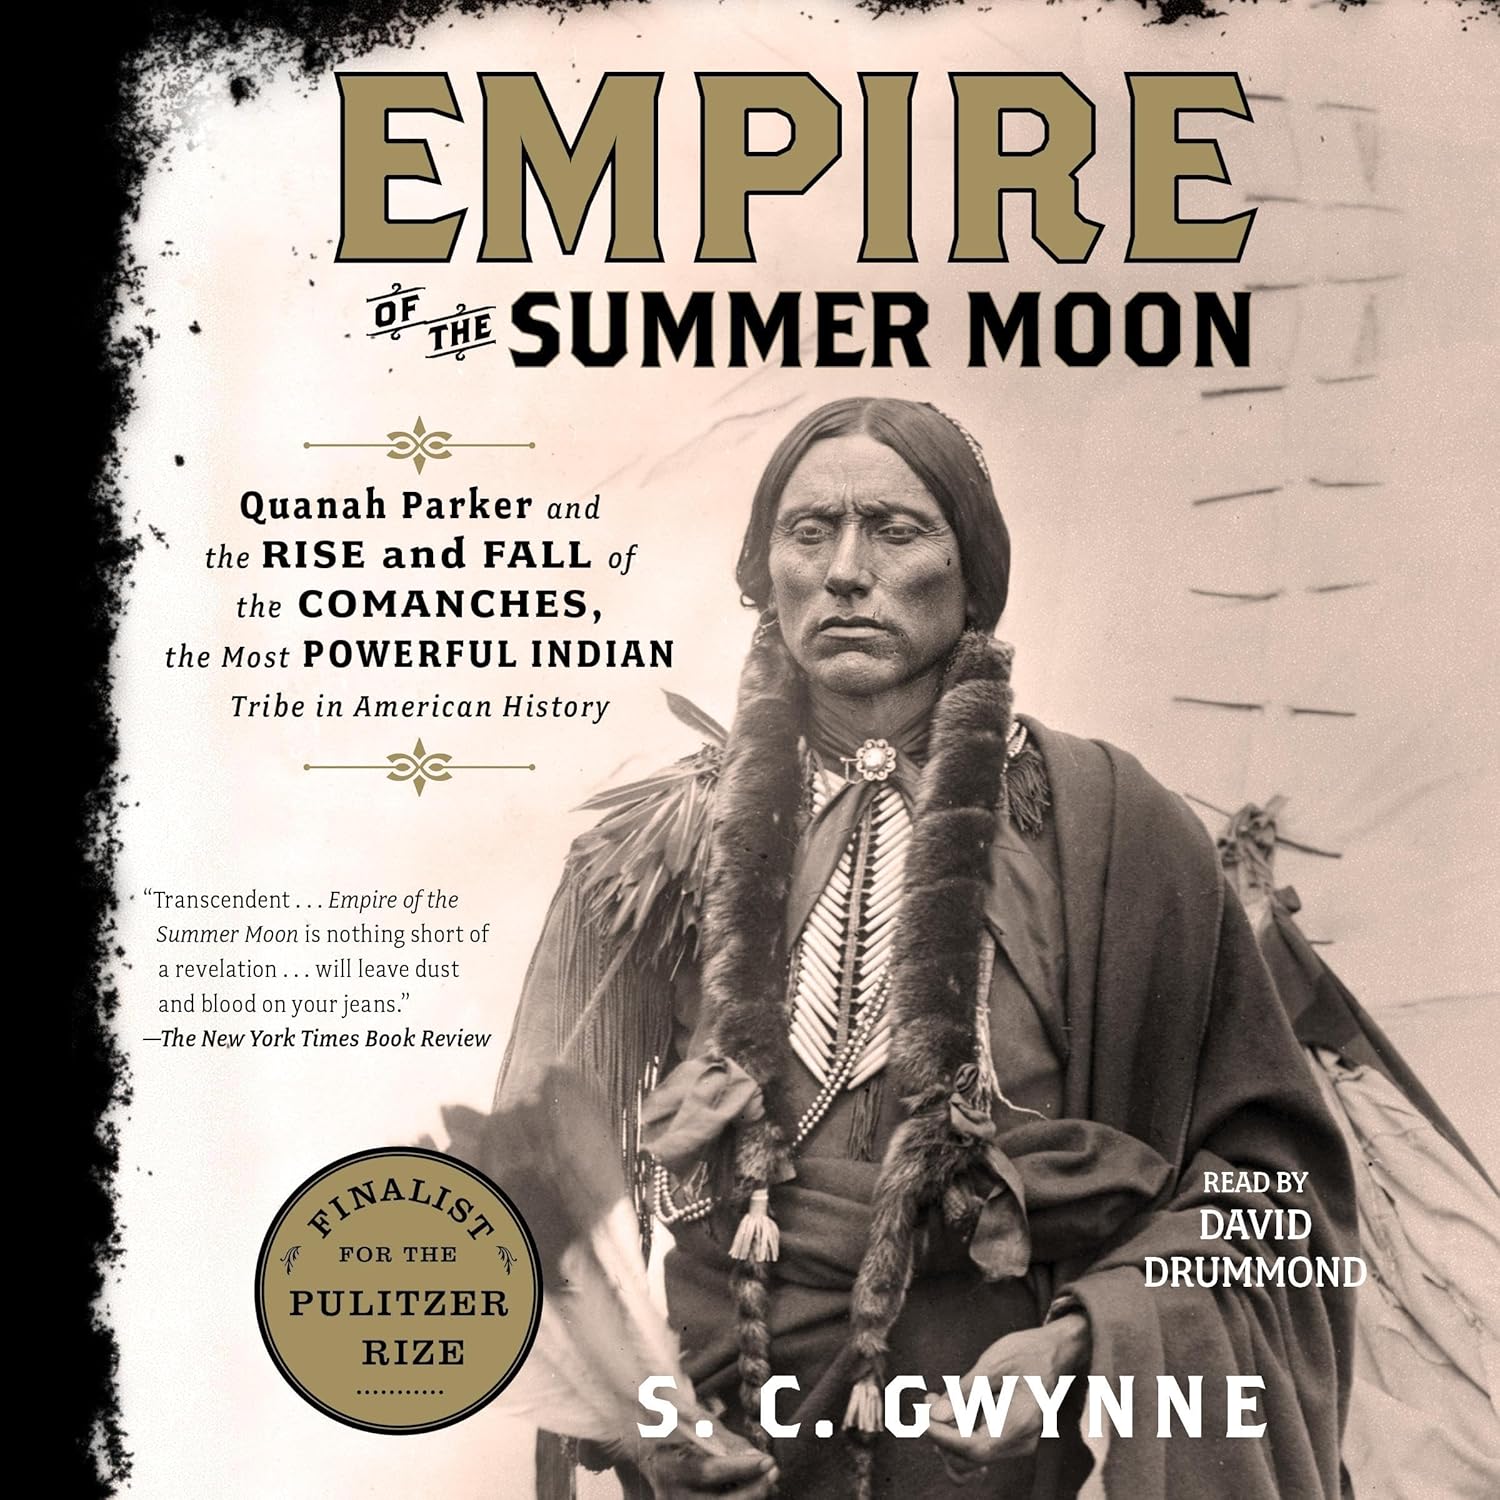 EMPIRE
OF THE SUMMER MOON
Quanah Parker and
the RISE and FALL of
the COMANCHES,
the Most POWERFUL INDIAN
Tribe in American History
“Transcendent . . . Empire of the
Summer Moon is nothing short of
a revelation . . . will leave dust
and blood on your jeans.”
—The New York Times Book Review
FINALIST
FOR THE
PULITZER
RIZE
READ BY
DAVID
DRUMMOND
S. C. GWYNNE